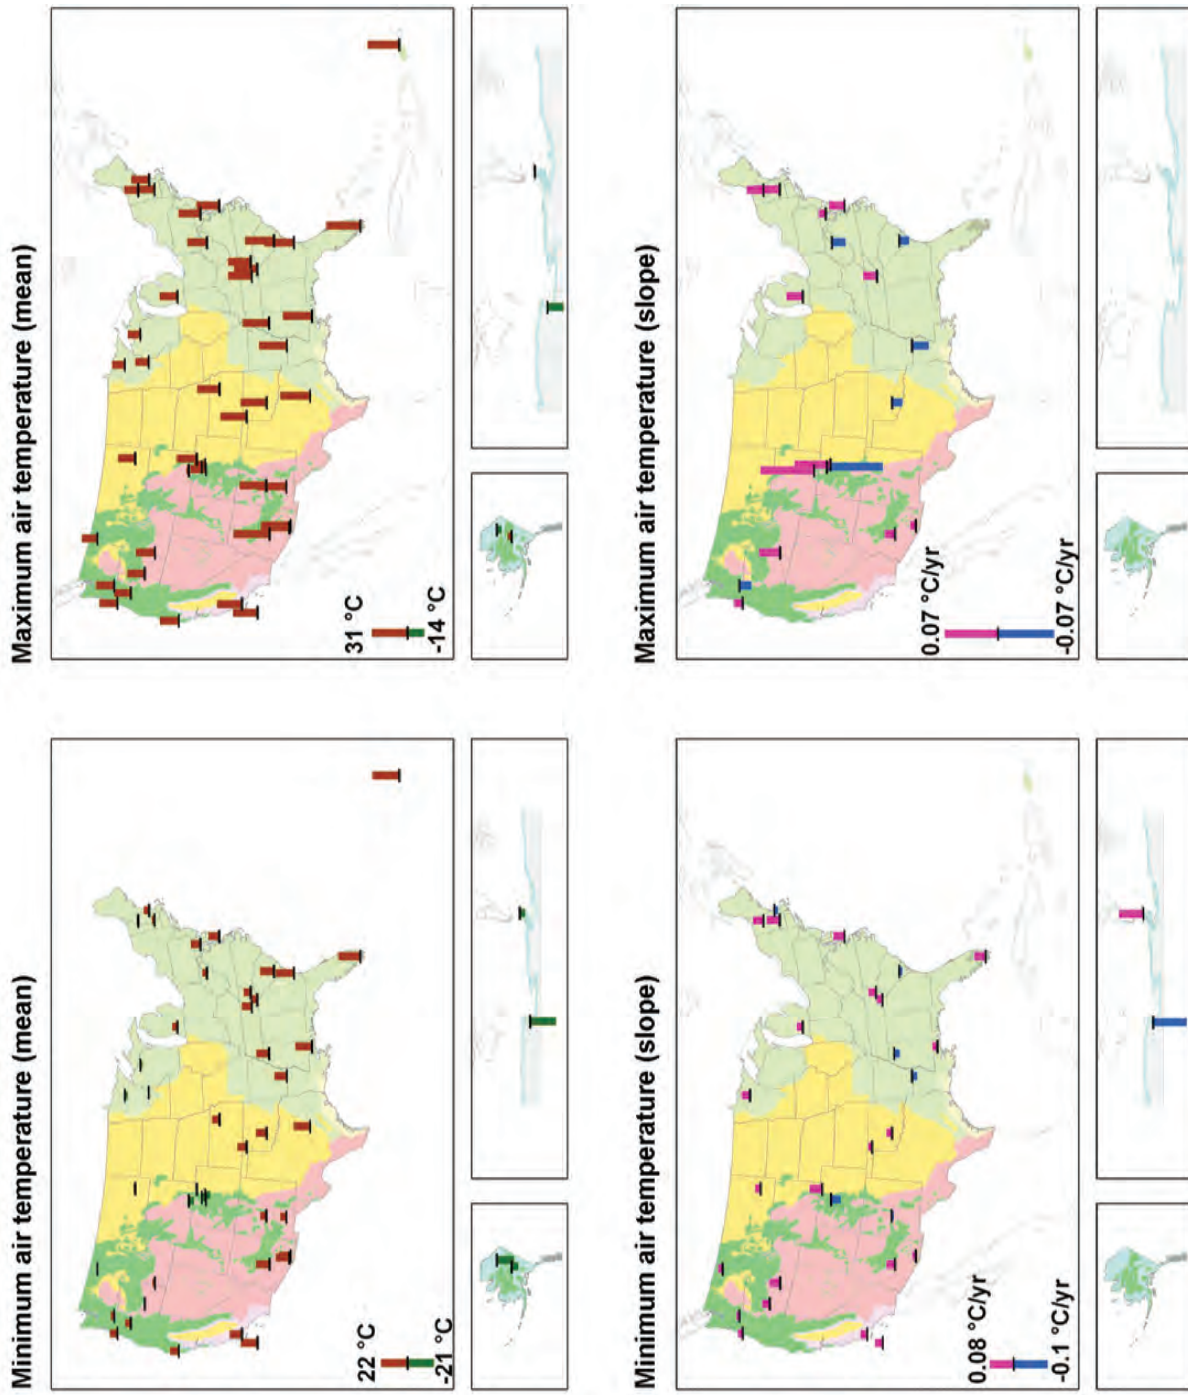 Minimum air temperature (mean)
22 °C
-21 °C
Maximum air temperature (mean)
31 °C
-14 °C
Minimum air temperature (slope)
0.08 °C/yr
-0.1 °C/yr
Maximum air temperature (slope)
0.07 °C/yr
-0.07 °C/yr